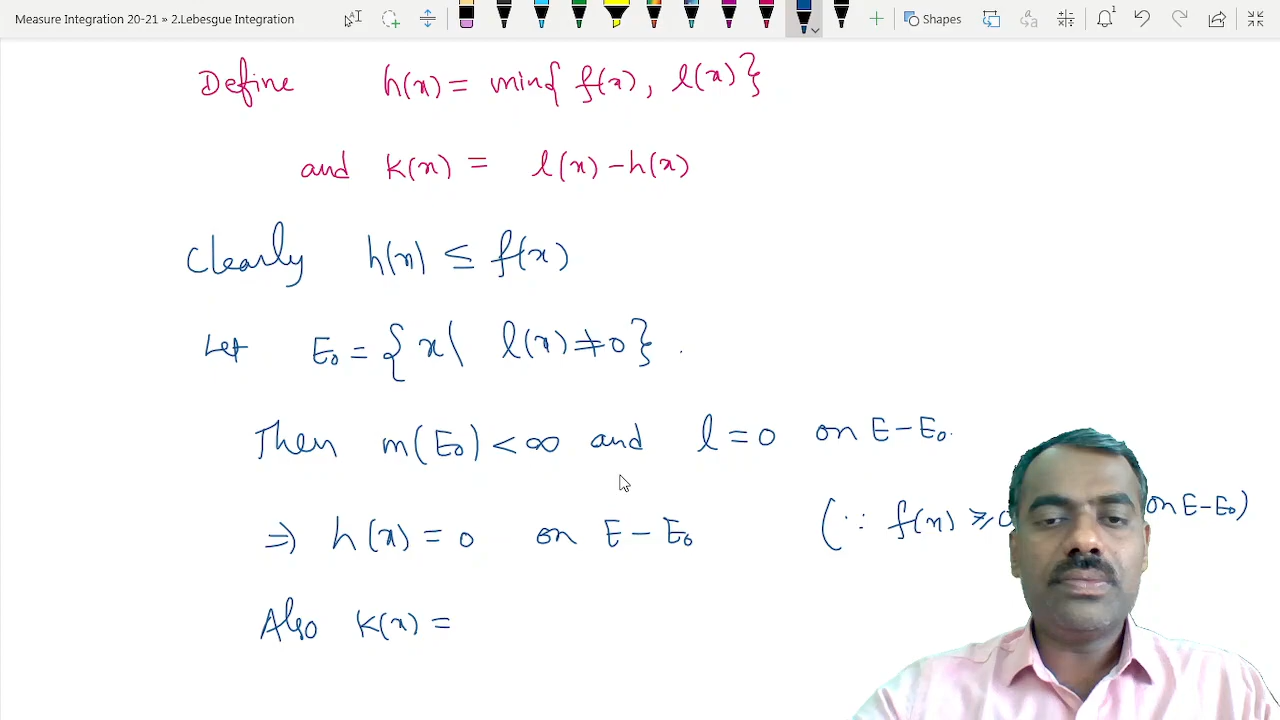 Measure Integration 20-21 » 2.Lebesgue Integration
Shapes
Define h(x) = min{ f(x), l(x)}
and k(x) = l(x) - h(x)
Clearly h(x) ≤ f(x)
Let E₀ = { x \ l(x) ≠ 0 } .
Then m(E₀) < ∞ and l = 0 on E - E₀.
⇒ h(x) = 0 on E - E₀ (∵ f(x) ≥ 0 on E - E₀)
Also k(x) =